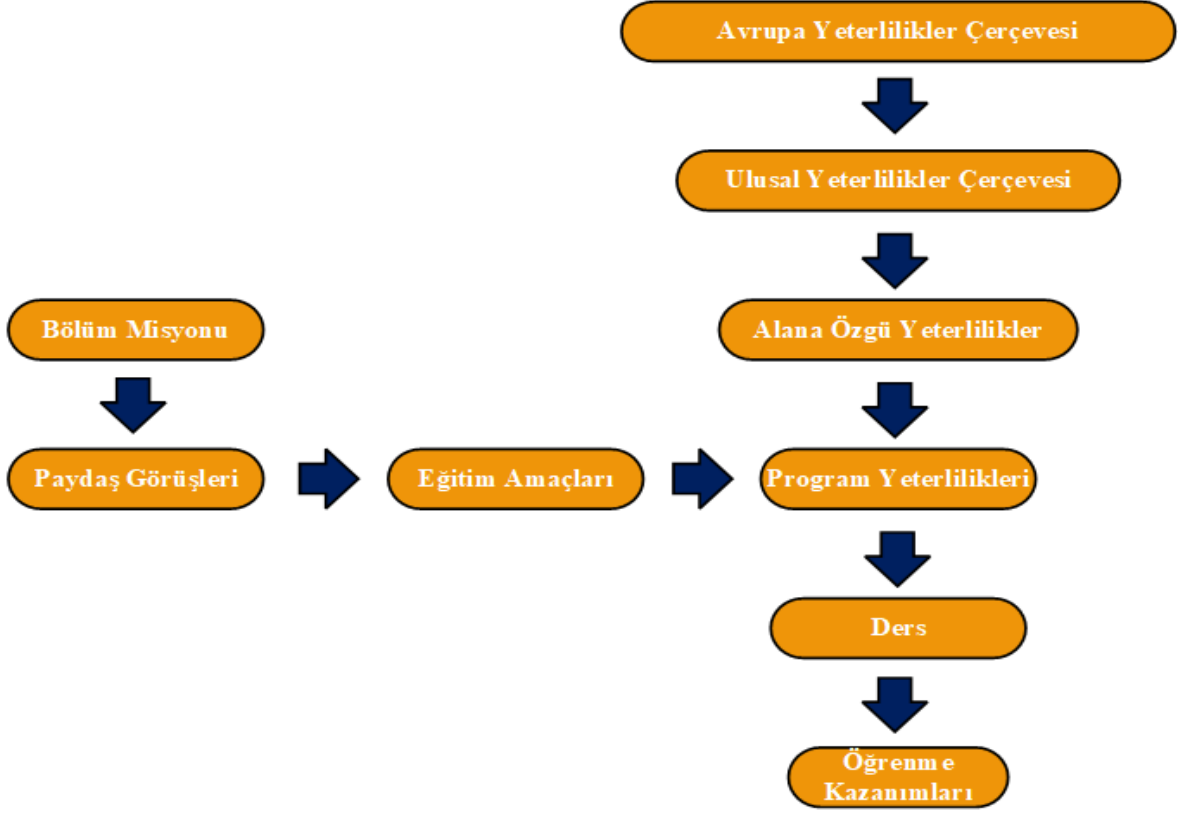 Avrupa Yeterlilikler Çerçevesi
Ulusal Yeterlilikler Çerçevesi
Bölüm Misyonu
Alana Özgü Yeterlilikler
Paydaş Görüşleri
Eğitim Amaçları
Program Yeterlilikleri
Ders
Öğrenme
Kazanımları